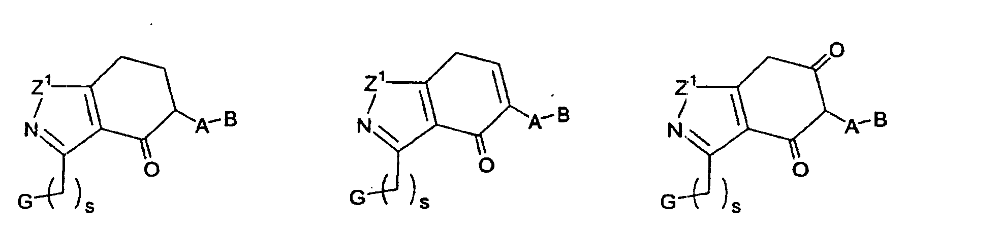 O
Z¹ Z¹ Z¹
N A-B N A-B N A-B
O O O
G ( )s G ( )s G ( )s